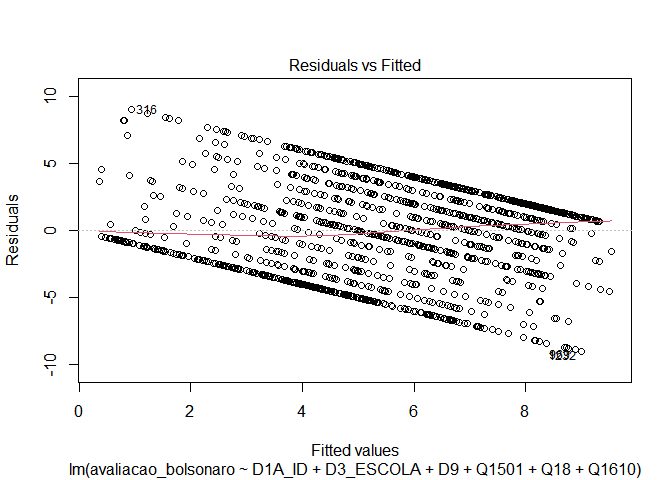 Residuals vs Fitted
Residuals
10
5
0
-5
-10
316
0
2
4
6
8
Fitted values
lm(avaliacao_bolsonaro ~ D1A_ID + D3_ESCOLA + D9 + Q1501 + Q18 + Q1610)